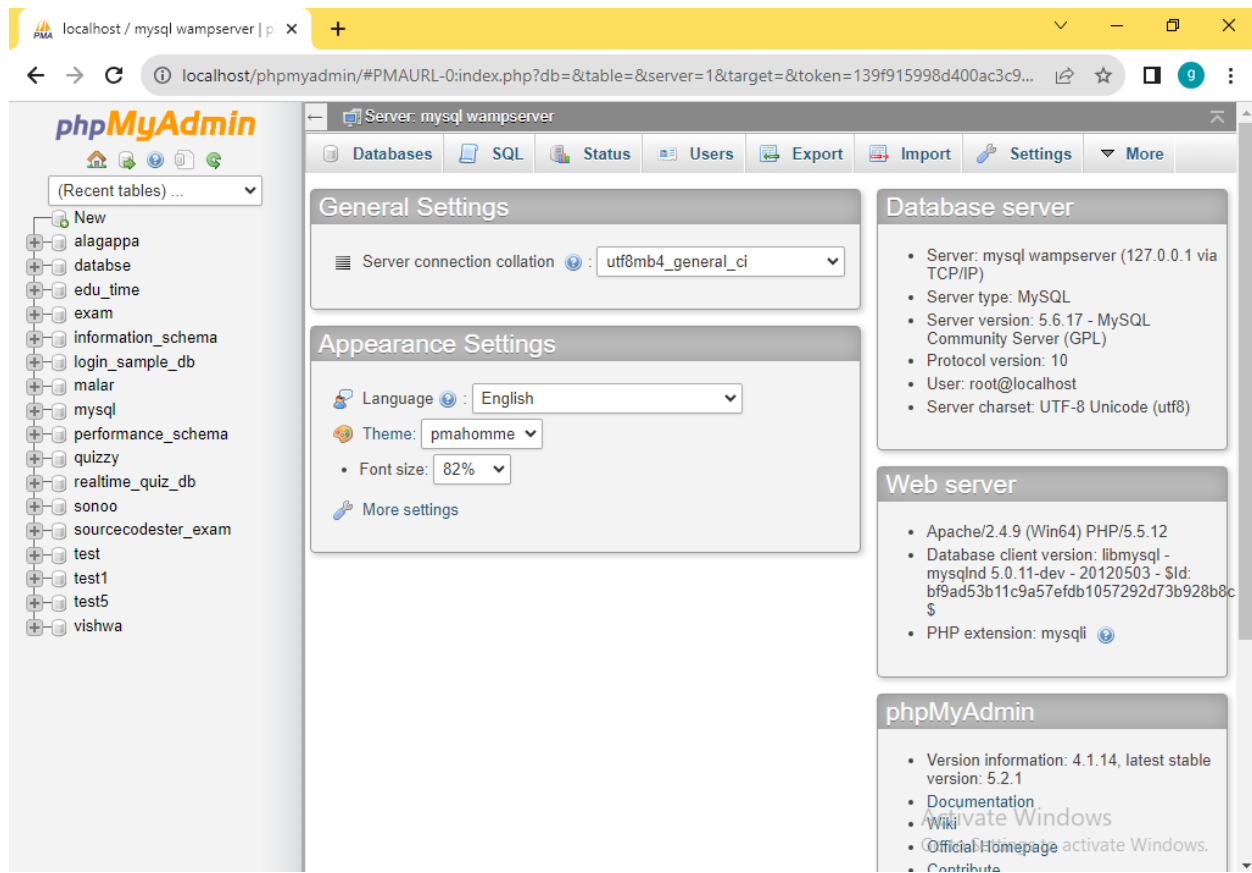 localhost / mysql wampserver | p
localhost/phpmyadmin/#PMAURL-0:index.php?db=&table=&server=1&target=&token=139f915998d400ac3c9...
g
phpMyAdmin
(Recent tables) ...
New
alagappa
databse
edu_time
exam
information_schema
login_sample_db
malar
mysql
performance_schema
quizzy
realtime_quiz_db
sonoo
sourcecodester_exam
test
test1
test5
vishwa
Server: mysql wampserver
Databases SQL Status Users Export Import Settings More
General Settings
Server connection collation : utf8mb4_general_ci
Appearance Settings
Language : English
Theme: pmahomme
Font size: 82%
More settings
Database server
Server: mysql wampserver (127.0.0.1 via
TCP/IP)
Server type: MySQL
Server version: 5.6.17 - MySQL
Community Server (GPL)
Protocol version: 10
User: root@localhost
Server charset: UTF-8 Unicode (utf8)
Web server
Apache/2.4.9 (Win64) PHP/5.5.12
Database client version: libmysql -
mysqlnd 5.0.11-dev - 20120503 - $Id:
bf9ad53b11c9a57efdb1057292d73b928b8c
$
PHP extension: mysqli
phpMyAdmin
Version information: 4.1.14, latest stable
version: 5.2.1
Documentation
Wiki
Official Homepage
Contribute
Activate Windows
Go to Settings to activate Windows.